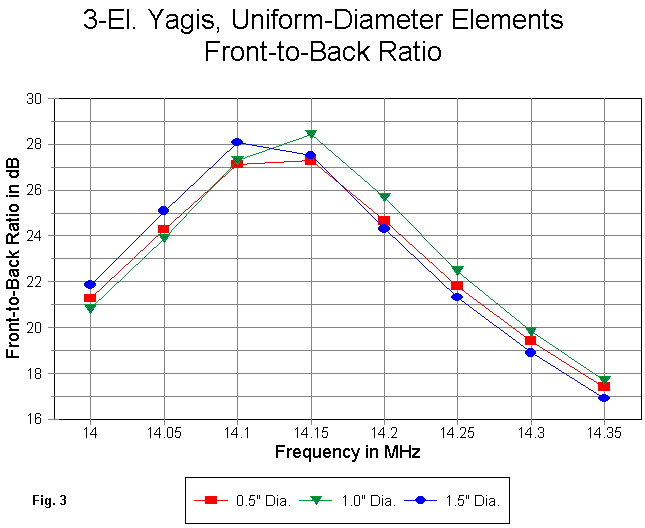 3-El. Yagis, Uniform-Diameter Elements
Front-to-Back Ratio
Front-to-Back Ratio in dB
30
28
26
24
22
20
18
16
14 14.05 14.1 14.15 14.2 14.25 14.3 14.35
Frequency in MHz
Fig. 3
0.5" Dia. 1.0" Dia. 1.5" Dia.